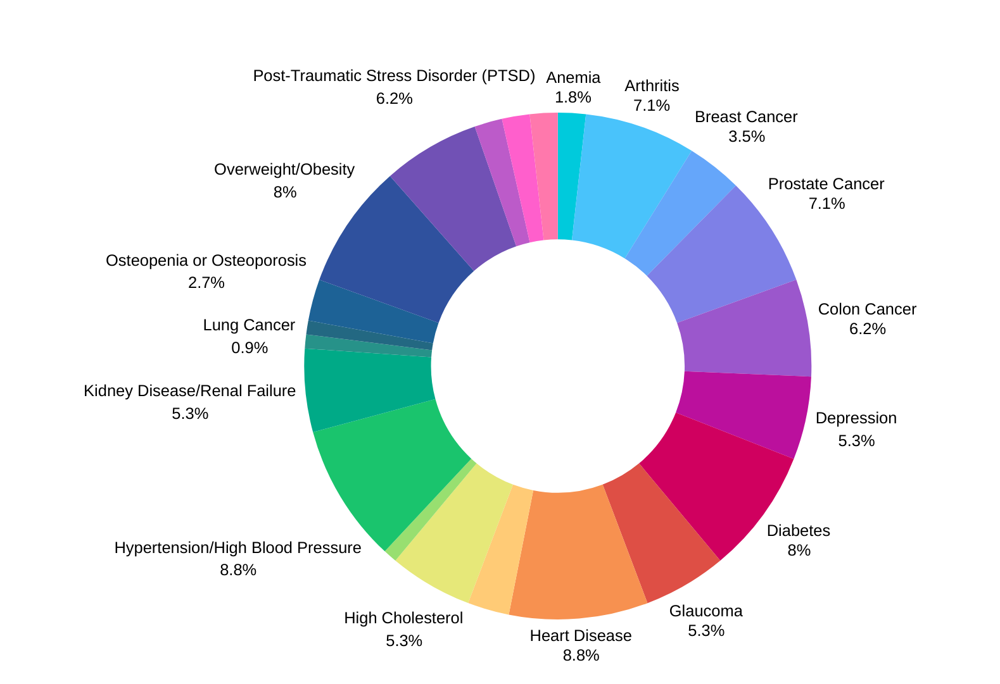 Post-Traumatic Stress Disorder (PTSD)
6.2%
Anemia
1.8%
Arthritis
7.1%
Breast Cancer
3.5%
Prostate Cancer
7.1%
Colon Cancer
6.2%
Depression
5.3%
Diabetes
8%
Glaucoma
5.3%
Heart Disease
8.8%
High Cholesterol
5.3%
Hypertension/High Blood Pressure
8.8%
Kidney Disease/Renal Failure
5.3%
Lung Cancer
0.9%
Osteopenia or Osteoporosis
2.7%
Overweight/Obesity
8%